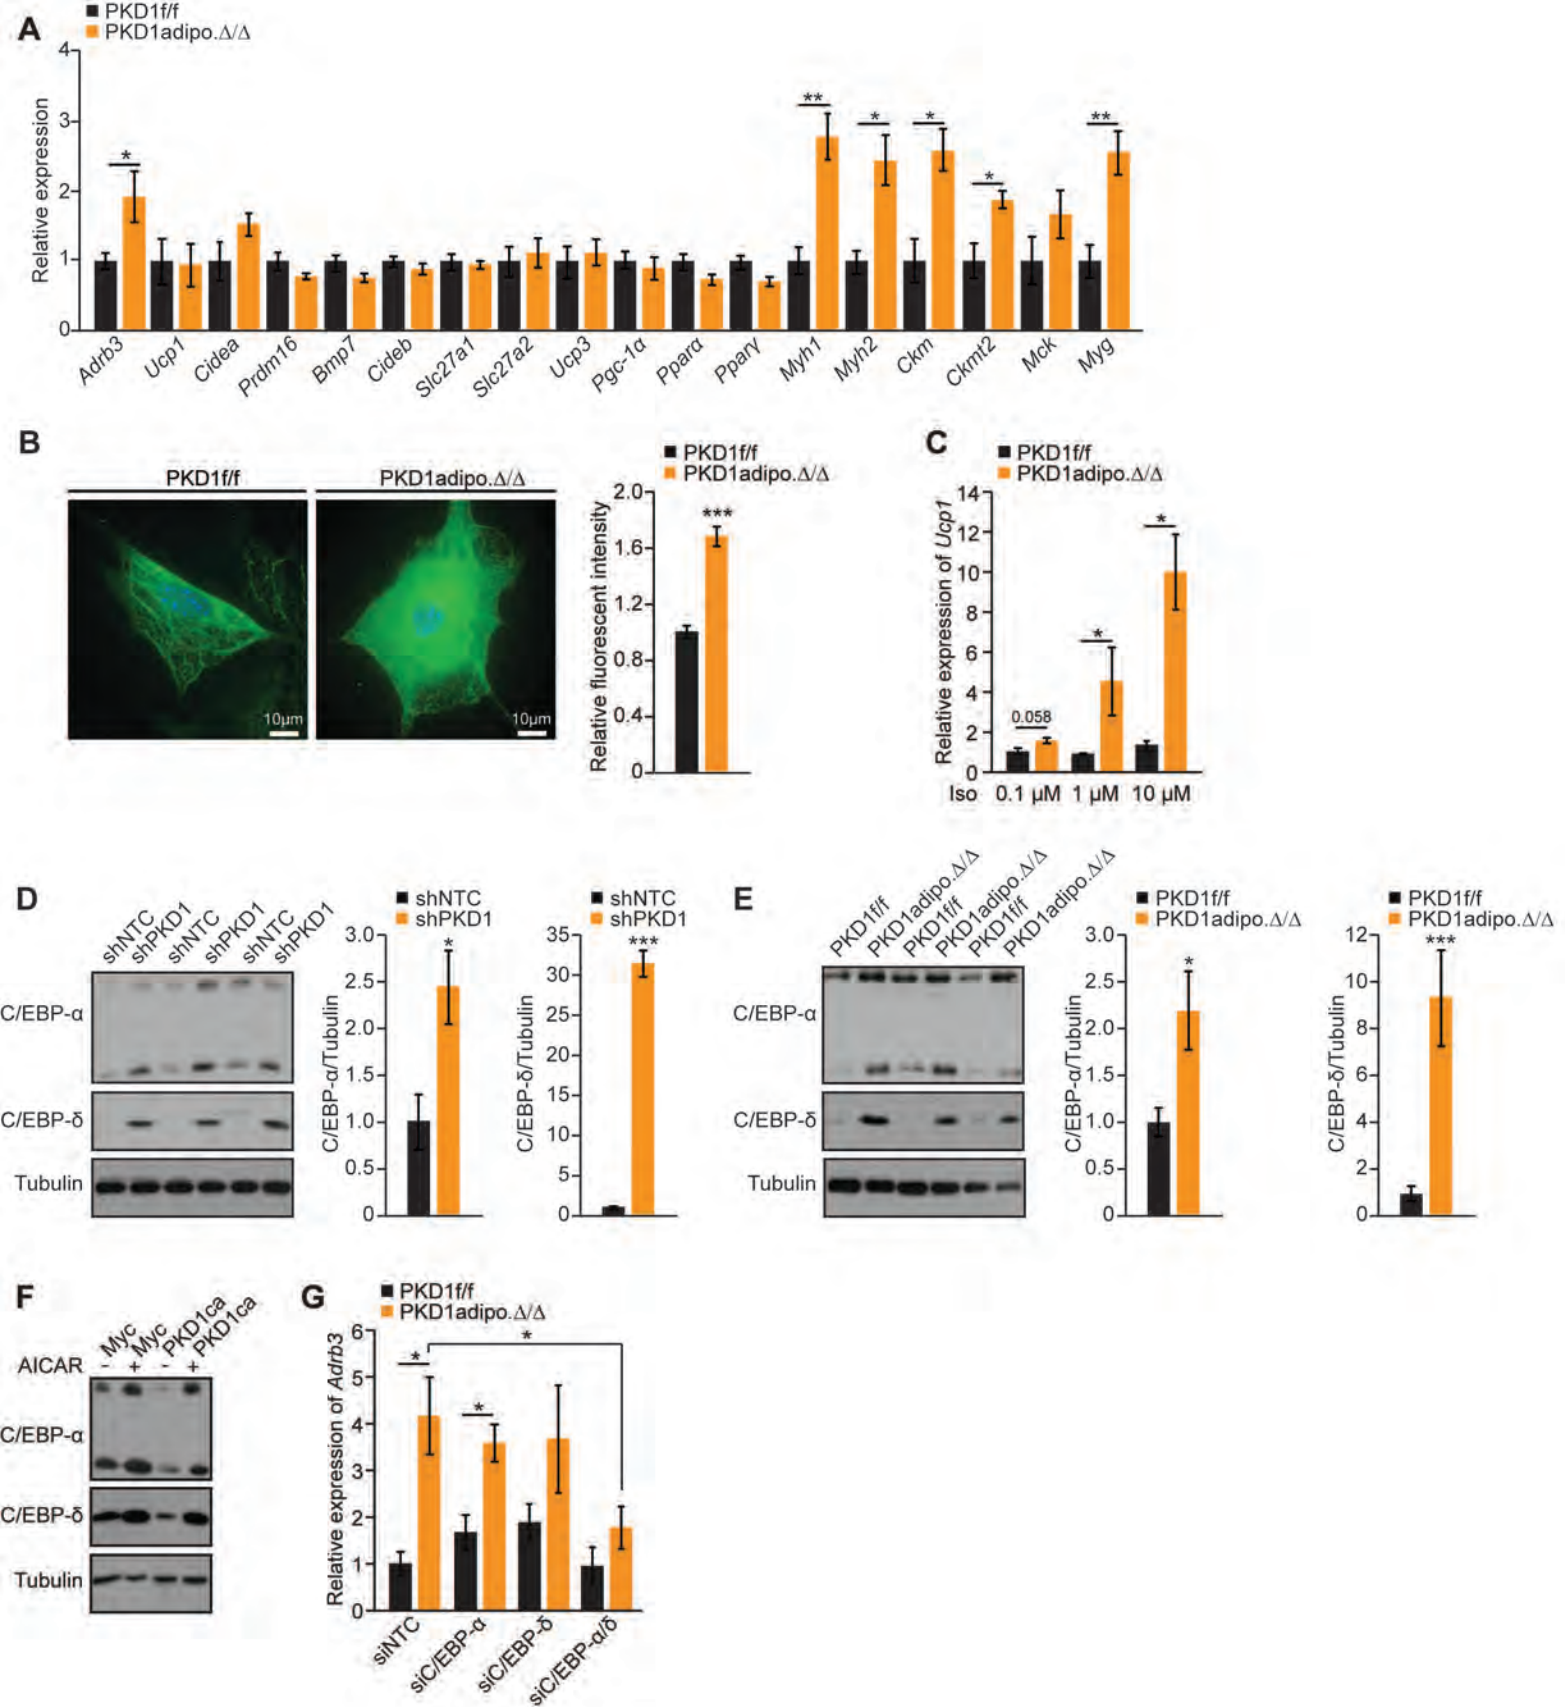 A
PKD1f/f
PKD1adipo.Δ/Δ
Relative expression
4
3
2
1
0
*
**
*
*
*
**
Adrb3
Ucp1
Cidea
Prdm16
Bmp7
Cideb
Slc27a1
Slc27a2
Ucp3
Pgc-1α
Pparα
Pparγ
Myh1
Myh2
Ckm
Ckmt2
Mck
Myg
B
PKD1f/f
PKD1adipo.Δ/Δ
10μm
10μm
PKD1f/f
PKD1adipo.Δ/Δ
Relative fluorescent intensity
2.0
1.6
1.2
0.8
0.4
0
***
C
PKD1f/f
PKD1adipo.Δ/Δ
Relative expression of Ucp1
14
12
10
8
6
4
2
0
0.058
*
*
Iso 0.1 μM 1 μM 10 μM
D
shNTC
shPKD1
shNTC
shPKD1
shNTC
shPKD1
C/EBP-α
C/EBP-δ
Tubulin
shNTC
shPKD1
C/EBP-α/Tubulin
3.0
2.5
2.0
1.5
1.0
0.5
0
*
shNTC
shPKD1
C/EBP-δ/Tubulin
35
30
25
20
15
10
5
0
***
E
PKD1f/f
PKD1adipo.Δ/Δ
PKD1f/f
PKD1adipo.Δ/Δ
PKD1f/f
PKD1adipo.Δ/Δ
C/EBP-α
C/EBP-δ
Tubulin
PKD1f/f
PKD1adipo.Δ/Δ
C/EBP-α/Tubulin
3.0
2.5
2.0
1.5
1.0
0.5
0
*
PKD1f/f
PKD1adipo.Δ/Δ
C/EBP-δ/Tubulin
12
10
8
6
4
2
0
***
F
Myc
Myc
PKD1ca
PKD1ca
AICAR - + - +
C/EBP-α
C/EBP-δ
Tubulin
G
PKD1f/f
PKD1adipo.Δ/Δ
Relative expression of Adrb3
6
5
4
3
2
1
0
*
*
*
siNTC
siC/EBP-α
siC/EBP-δ
siC/EBP-α/δ